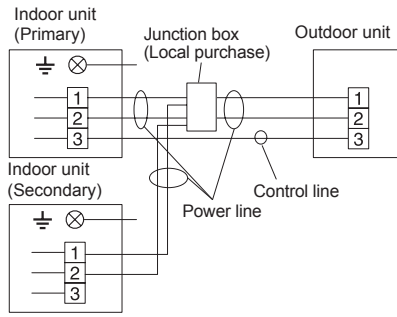 Indoor unit
(Primary)
Junction box
(Local purchase)
Outdoor unit
1
2
3
1
2
3
Indoor unit
(Secondary)
Control line
Power line
1
2
3